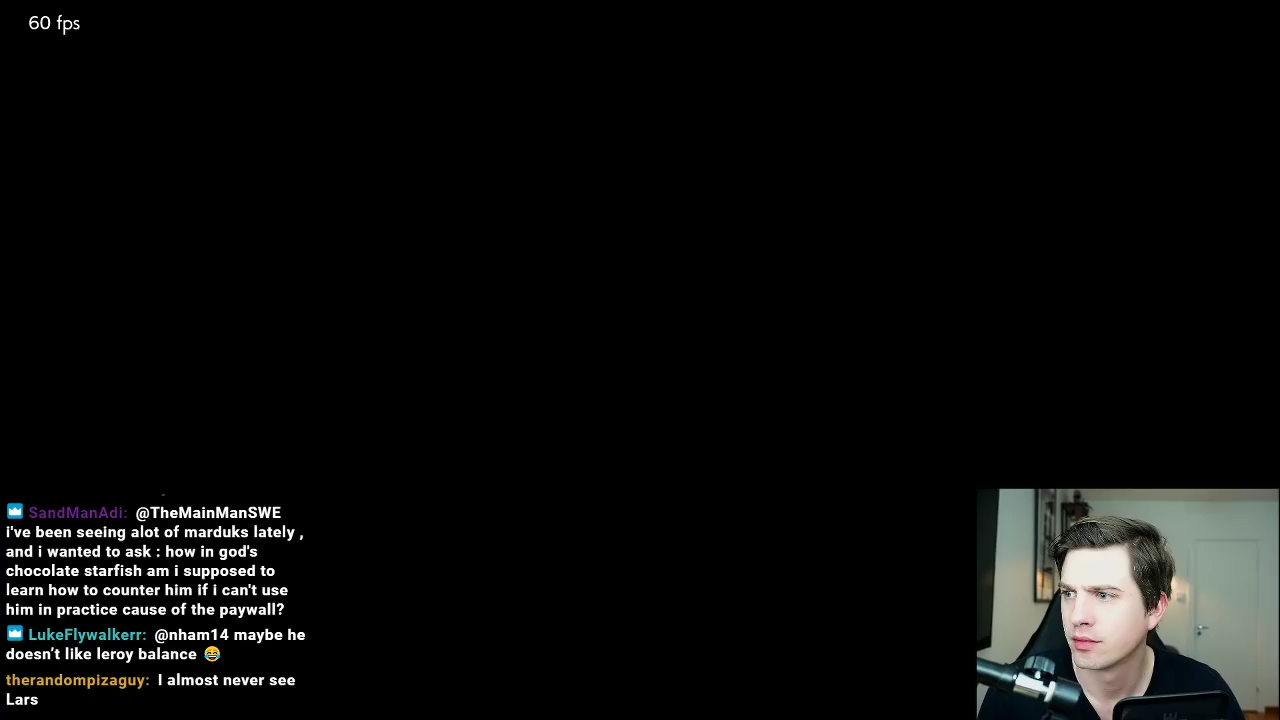 60 fps
SandManAdi: @TheMainManSWE
i've been seeing alot of marduks lately ,
and i wanted to ask : how in god's
chocolate starfish am i supposed to
learn how to counter him if i can't use
him in practice cause of the paywall?
LukeFlywalkerr: @nham14 maybe he
doesn't like leroy balance 😂
therandompizaguy: I almost never see
Lars